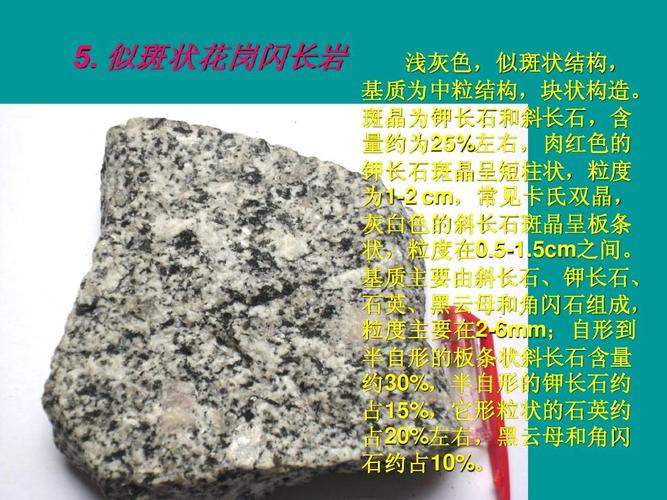 5. 似斑状花岗闪长岩
浅灰色，似斑状结构，
基质为中粒结构，块状构造。
斑晶为钾长石和斜长石，含
量约为25%左右，肉红色的
钾长石斑晶呈短柱状，粒度
为1-2 cm，常见卡氏双晶，
灰白色的斜长石斑晶呈板条
状，粒度在0.5-1.5cm之间。
基质主要由斜长石、钾长石、
石英、黑云母和角闪石组成，
粒度主要在2-6mm；自形到
半自形的板条状斜长石含量
约30%，半自形的钾长石约
占15%，它形粒状的石英约
占20%左右，黑云母和角闪
石约占10%。